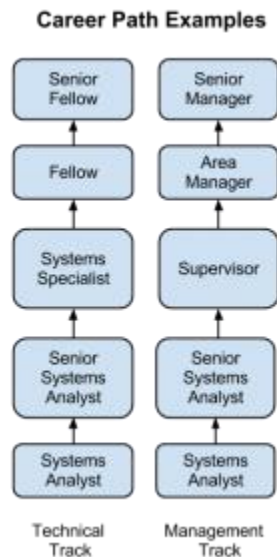 Career Path Examples
Senior
Fellow
Senior
Manager
Fellow
Area
Manager
Systems
Specialist
Supervisor
Senior
Systems
Analyst
Senior
Systems
Analyst
Systems
Analyst
Systems
Analyst
Technical
Track
Management
Track